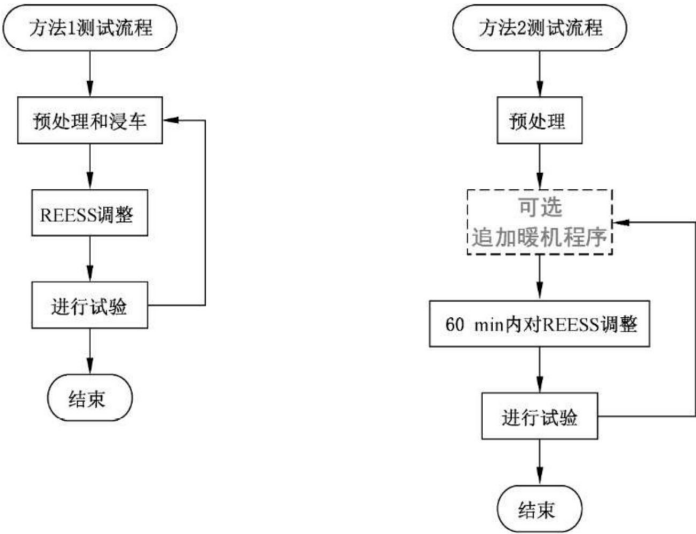 方法1测试流程
预处理和浸车
REESS调整
进行试验
结束
方法2测试流程
预处理
可选
追加暖机程序
60 min内对REESS调整
进行试验
结束